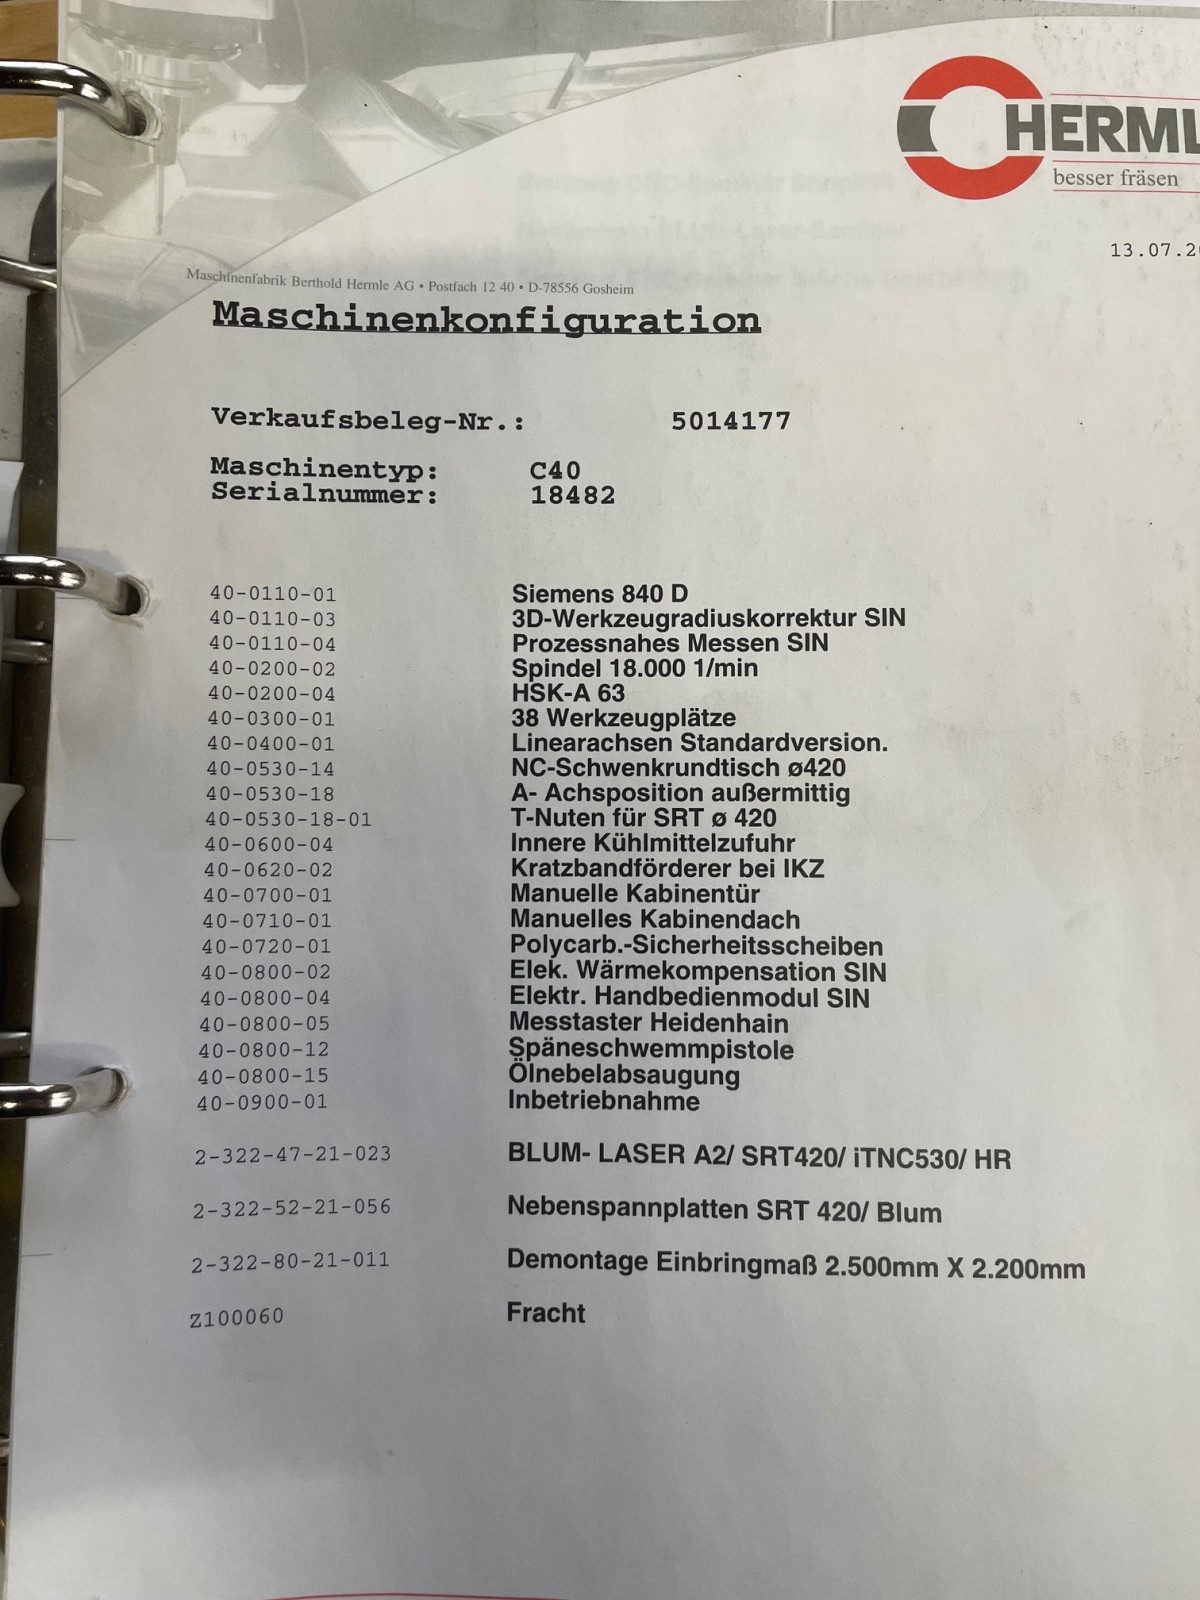 HERML
besser fräsen
13.07.2
Maschinenfabrik Berthold Hermle AG • Postfach 12 40 • D-78556 Gosheim
Maschinenkonfiguration
Verkaufsbeleg-Nr.: 5014177
Maschinentyp: C40
Serialnummer: 18482
40-0110-01 Siemens 840 D
40-0110-03 3D-Werkzeugradiuskorrektur SIN
40-0110-04 Prozessnahes Messen SIN
40-0200-02 Spindel 18.000 1/min
40-0200-04 HSK-A 63
40-0300-01 38 Werkzeugplätze
40-0400-01 Linearachsen Standardversion.
40-0530-14 NC-Schwenkrundtisch ø420
40-0530-18 A- Achsposition außermittig
40-0530-18-01 T-Nuten für SRT ø 420
40-0600-04 Innere Kühlmittelzufuhr
40-0620-02 Kratzbandförderer bei IKZ
40-0700-01 Manuelle Kabinentür
40-0710-01 Manuelles Kabinendach
40-0720-01 Polycarb.-Sicherheitsscheiben
40-0800-02 Elek. Wärmekompensation SIN
40-0800-04 Elektr. Handbedienmodul SIN
40-0800-05 Messtaster Heidenhain
40-0800-12 Späneschwemmpistole
40-0800-15 Ölnebelabsaugung
40-0900-01 Inbetriebnahme
2-322-47-21-023 BLUM- LASER A2/ SRT420/ iTNC530/ HR
2-322-52-21-056 Nebenspannplatten SRT 420/ Blum
2-322-80-21-011 Demontage Einbringmaß 2.500mm X 2.200mm
Z100060 Fracht